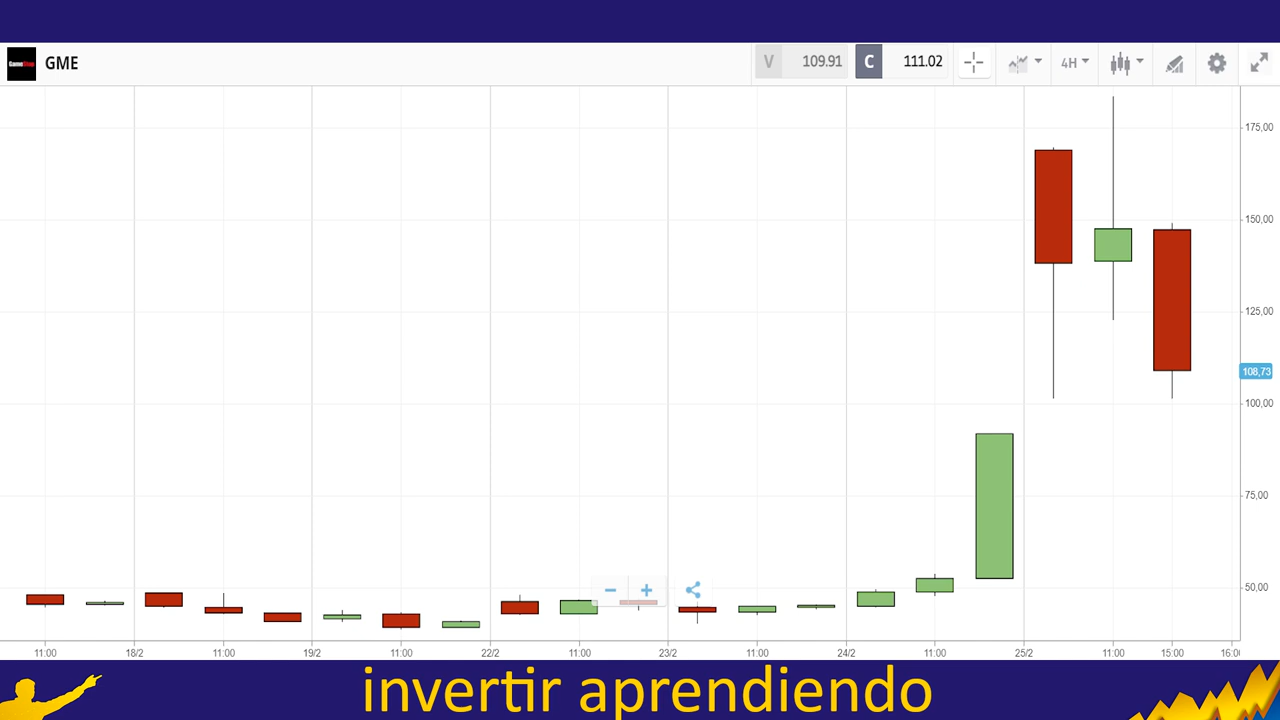 GameStop GME V 109.91 C 111.02 4H
175,00
150,00
125,00
108,73
100,00
75,00
50,00
11:00 18/2 11:00 19/2 11:00 22/2 11:00 23/2 11:00 24/2 11:00 25/2 11:00 15:00 16:00
invertir aprendiendo